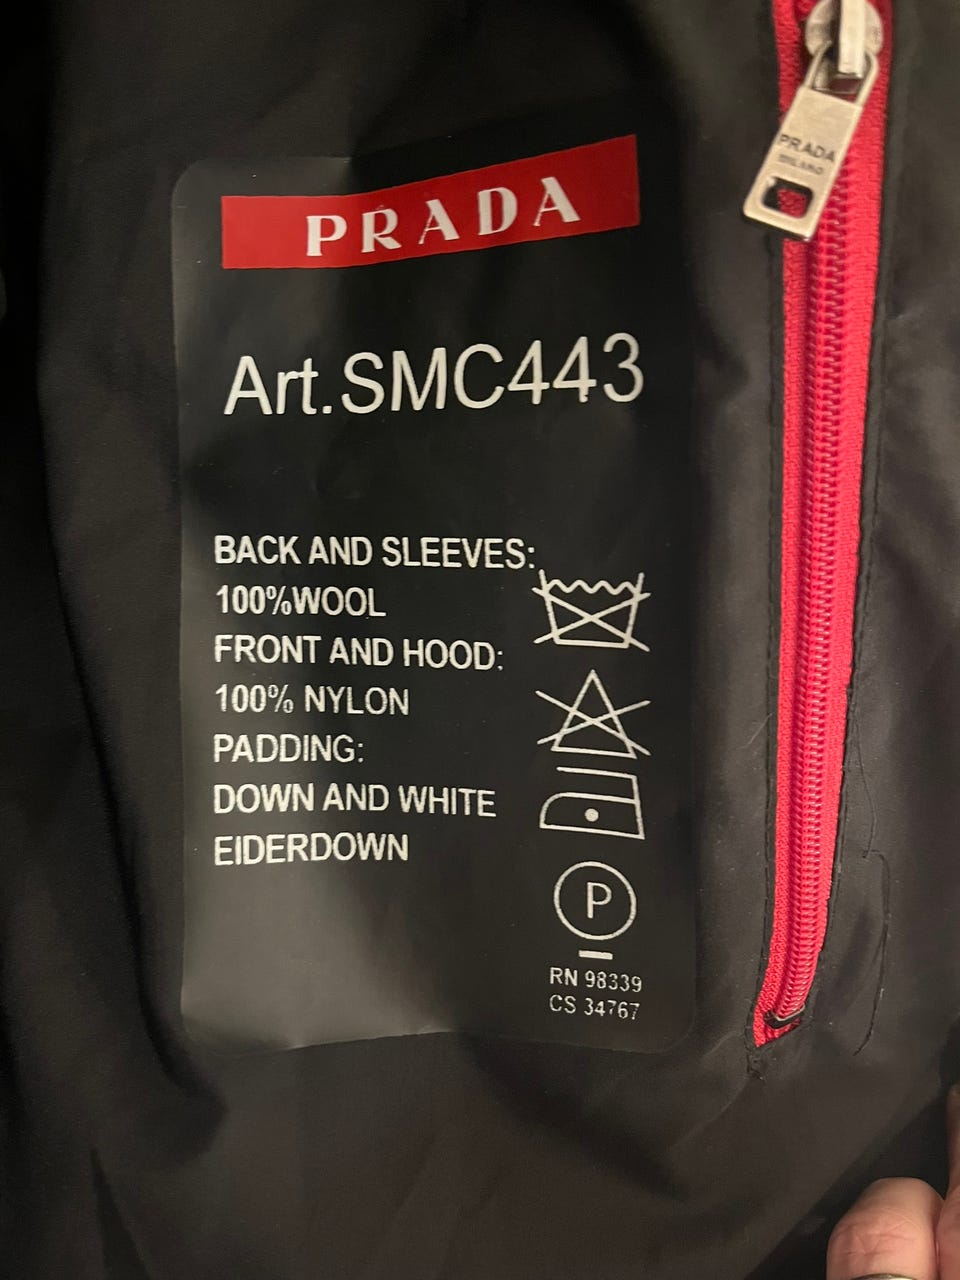 PRADA
MILANO
PRADA
Art.SMC443
BACK AND SLEEVES:
100%WOOL
FRONT AND HOOD:
100% NYLON
PADDING:
DOWN AND WHITE
EIDERDOWN
P
RN 98339
CS 34767